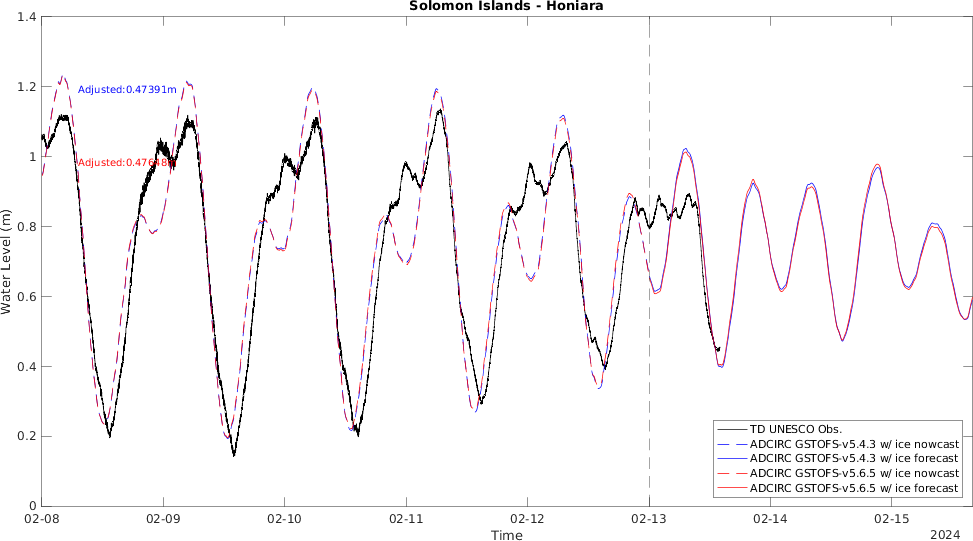 Solomon Islands - Honiara
1.4
1.2
1
0.8
0.6
0.4
0.2
0
Water Level (m)
Adjusted:0.47391m
02-08
02-09
02-10
02-11
02-12
02-13
02-14
02-15
Time
2024
TD UNESCO Obs.
ADCIRC GSTOFS-v5.4.3 w/ ice nowcast
ADCIRC GSTOFS-v5.4.3 w/ ice forecast
ADCIRC GSTOFS-v5.6.5 w/ ice nowcast
ADCIRC GSTOFS-v5.6.5 w/ ice forecast